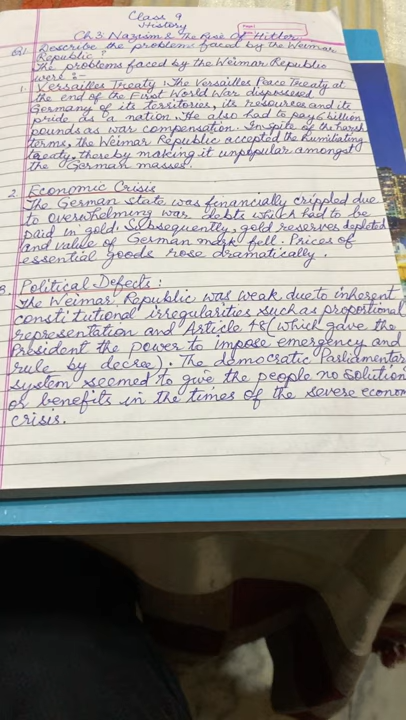 Class 9
History
Ch 3 Nazism & The Rise Of Hitler
Q1. Describe the problems faced by the Weimar
Republic :-
The problems faced by the Weimar Republic
were :-
1. Versailles Treaty : The Versailles Peace Treaty at
the end of the First World War dispossesed
Germany of its territories, its resources and its
pride as a nation. He also had to pay 6 billion
pounds as war compensation. Inspite of the harsh
terms, the Weimar Republic accepted the humiliating
treaty thereby making it unpopular amongst
the German masses.
2. Economic Crisis
The German state was financially crippled due
to overwhelming war debts which had to be
paid in gold. Subsequently, gold reserves depleted
and value of German mark fell. Prices of
essential goods rose dramatically.
3. Political Defects :
The Weimar Republic was weak due to inherent
constitutional irregularities such as proportional
representation and Article 48 (which gave the
President the power to impose emergency and
rule by decree). The democratic Parliamentary
system seemed to give the people no solution
or benefits in the times of the severe econom
crisis.